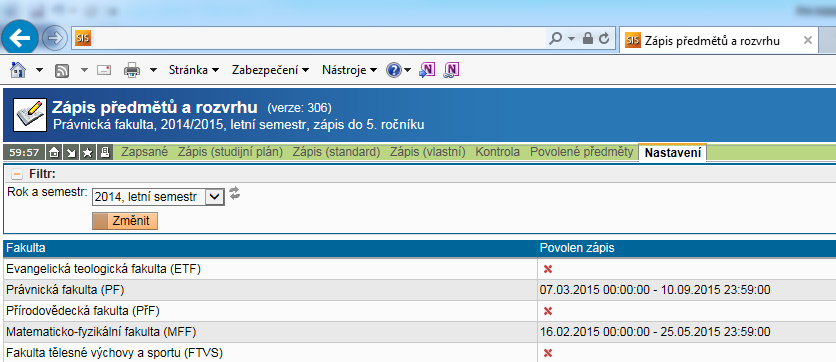 SIS
SIS Zápis předmětů a rozvrhu
Stránka Zabezpečení Nástroje
Zápis předmětů a rozvrhu (verze: 306)
Právnická fakulta, 2014/2015, letní semestr, zápis do 5. ročníku
59:57 Zapsané Zápis (studijní plán) Zápis (standard) Zápis (vlastní) Kontrola Povolené předměty Nastavení
Filtr:
Rok a semestr: 2014, letní semestr
Změnit
Fakulta Povolen zápis
Evangelická teologická fakulta (ETF)
Právnická fakulta (PF) 07.03.2015 00:00:00 - 10.09.2015 23:59:00
Přírodovědecká fakulta (PřF)
Matematicko-fyzikální fakulta (MFF) 16.02.2015 00:00:00 - 25.05.2015 23:59:00
Fakulta tělesné výchovy a sportu (FTVS)